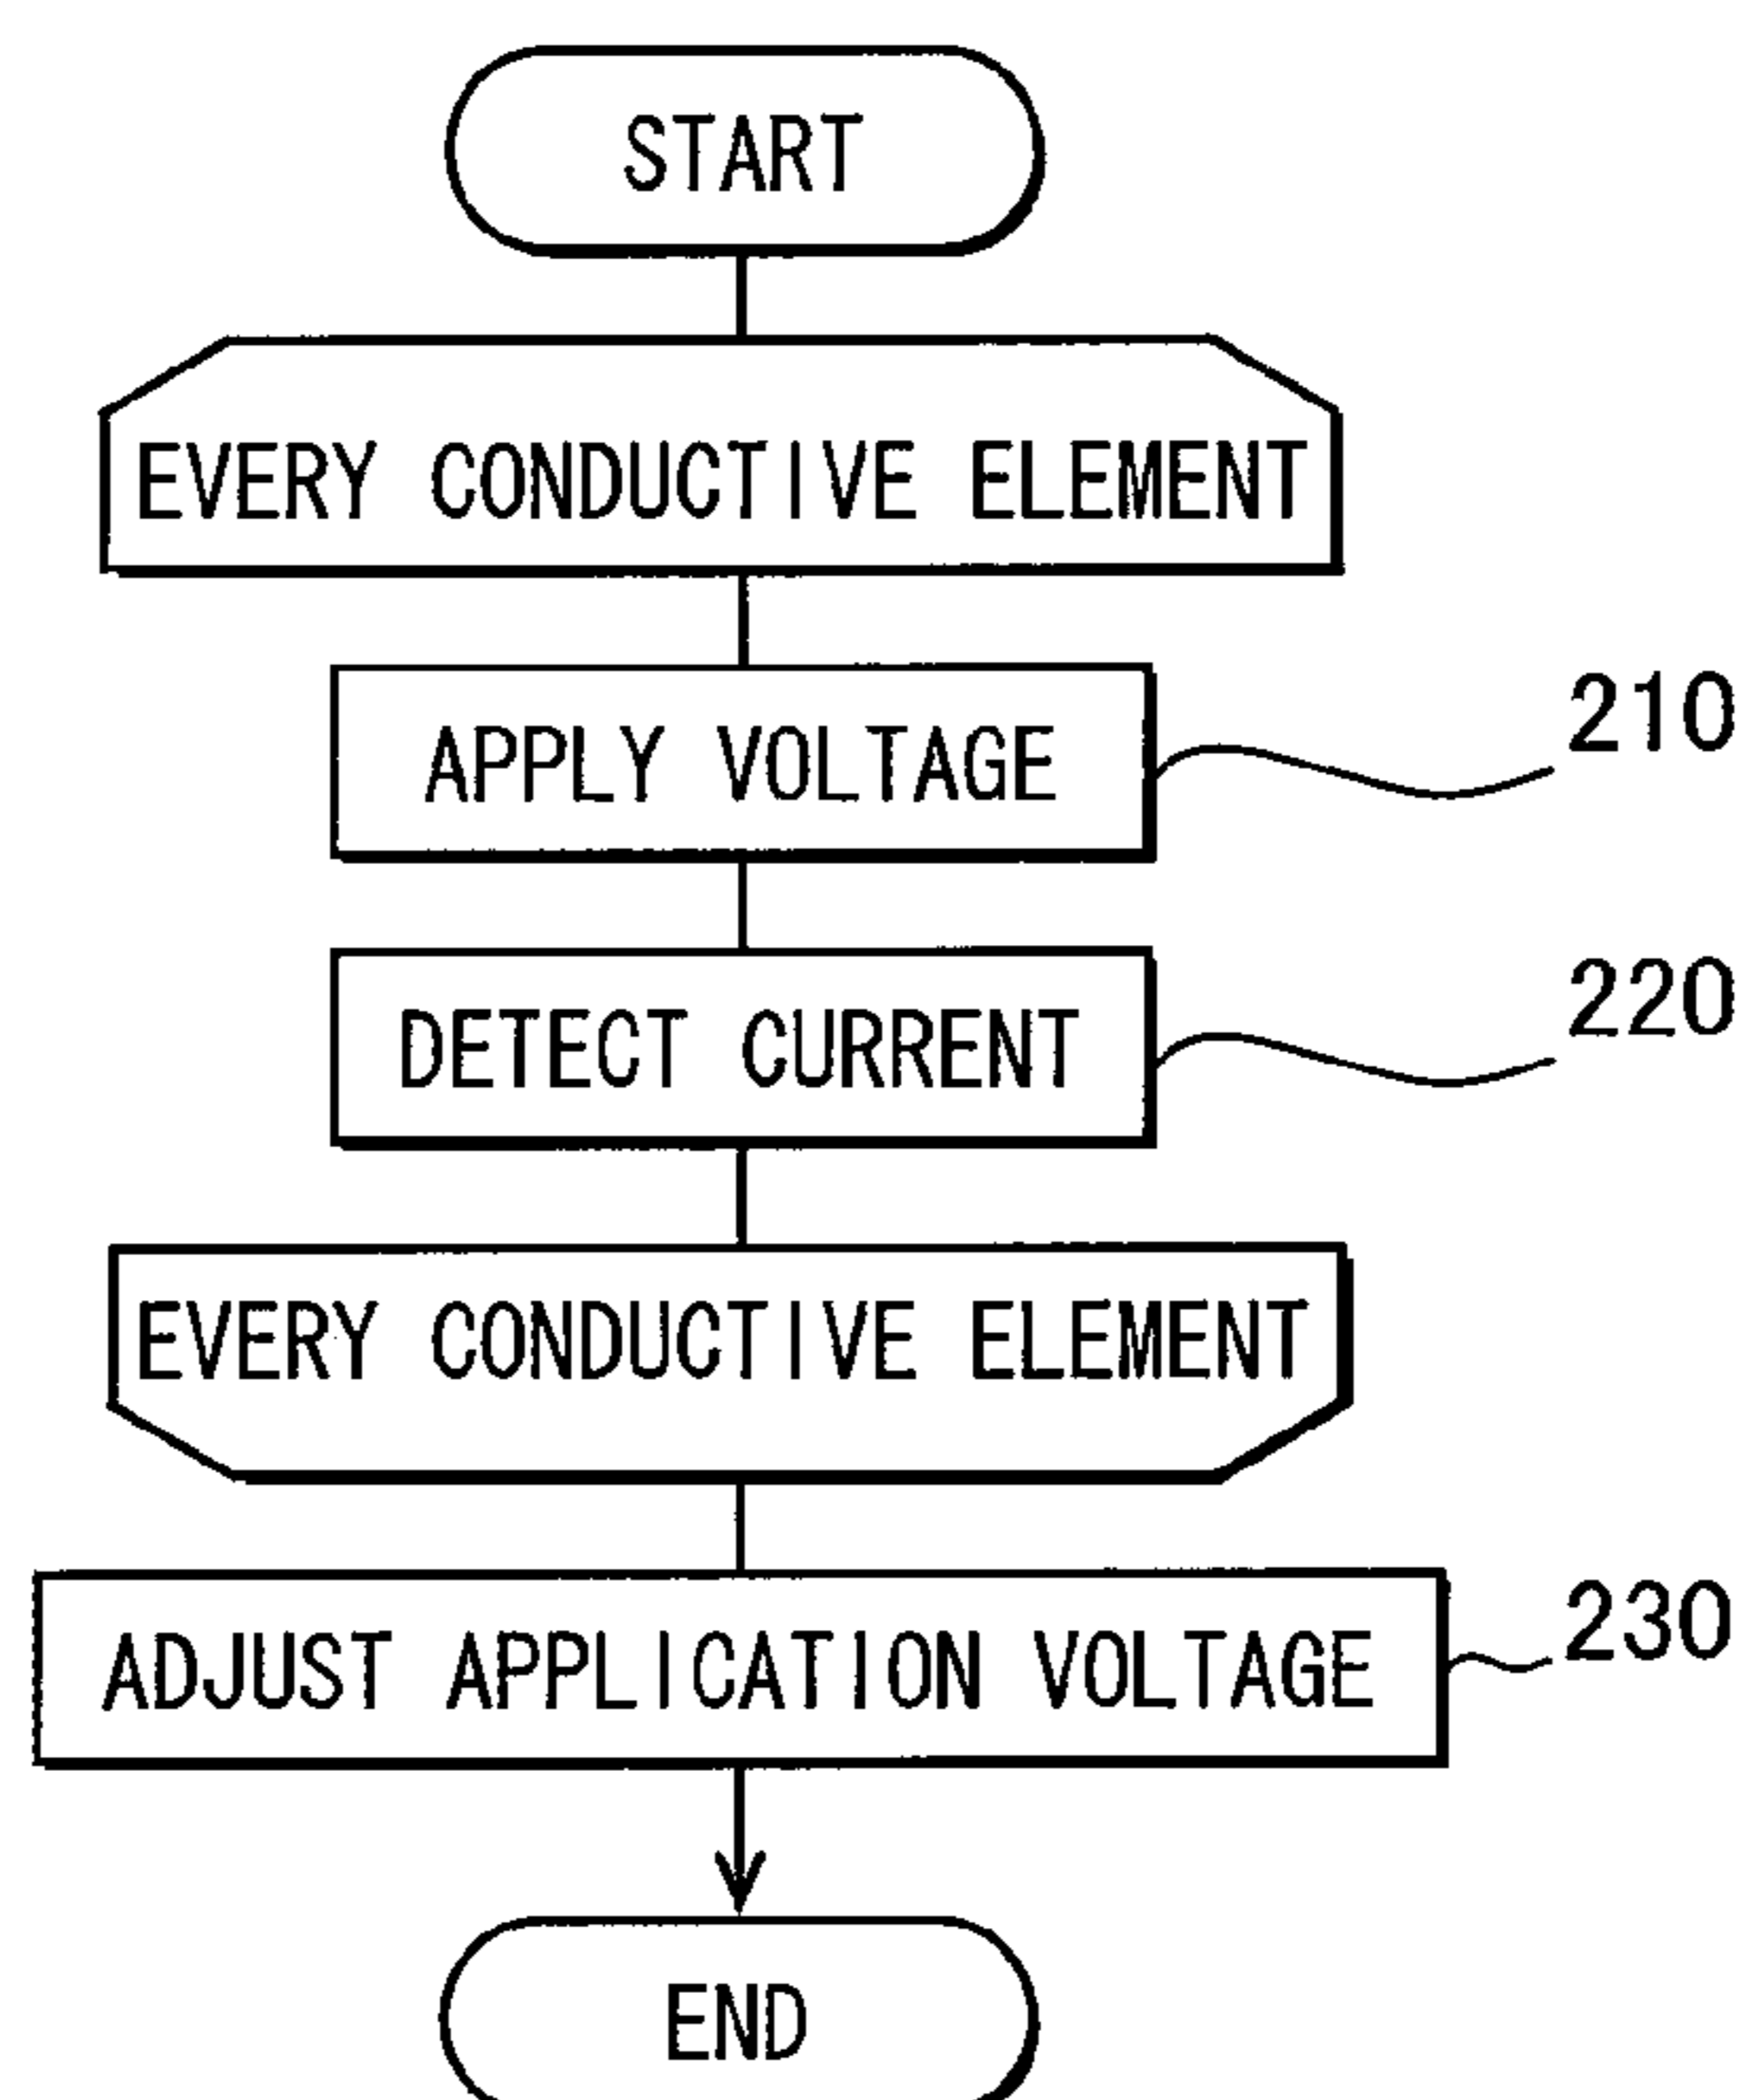 START
EVERY CONDUCTIVE ELEMENT
APPLY VOLTAGE
210
DETECT CURRENT
220
EVERY CONDUCTIVE ELEMENT
ADJUST APPLICATION VOLTAGE
230
END